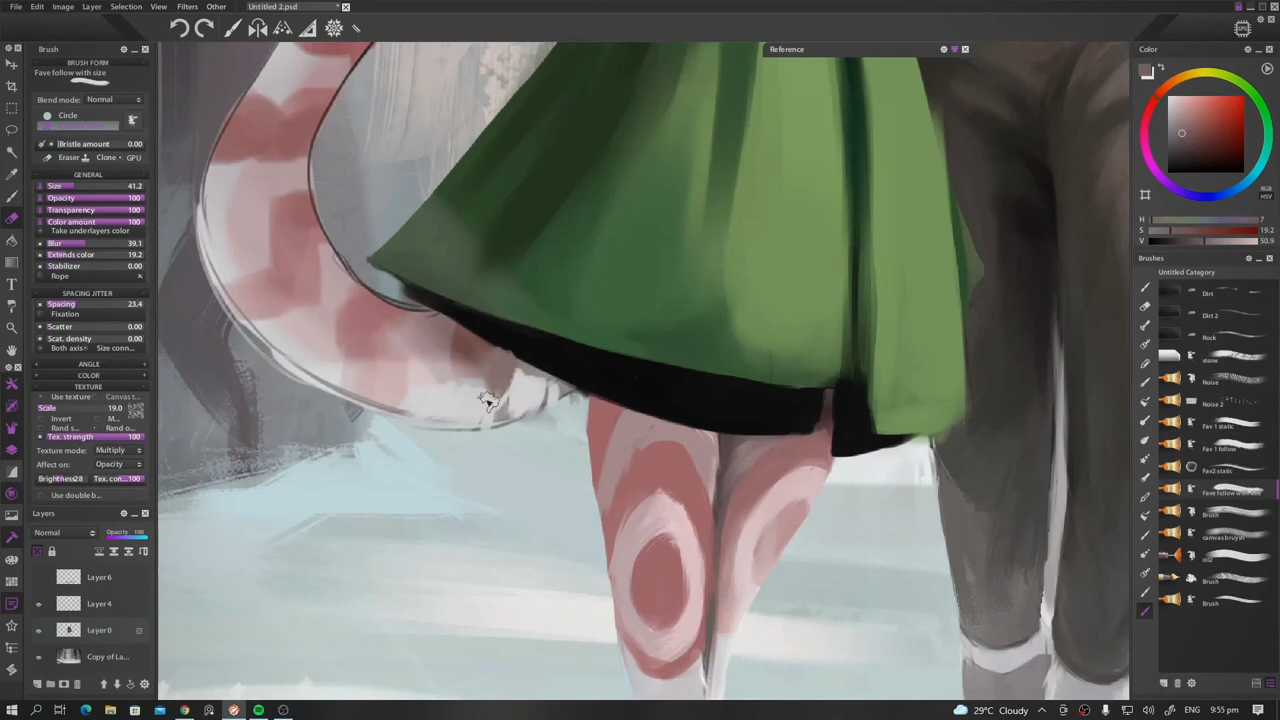 File Edit Image Layer Selection View Filters Other Untitled 2.psd *
Brush
BRUSH FORM
Fave follow with size
Blend mode: Normal
Circle
Bristle amount 0.00
Eraser Clone GPU
GENERAL
Size 41.2
Opacity 100
Transparency 100
Color amount 100
Take underlayers color
Blur 39.1
Extends color 19.2
Stabilizer 0.00
Rope
SPACING JITTER
Spacing 23.4
Fixation
Scatter 0.00
Scat. density 0.00
Both axis Size conn...
ANGLE
COLOR
TEXTURE
Use texture Canvas t
Scale 19.0
Invert M...
Rand s... Rand o...
Tex. strength 100
Texture mode: Multiply
Affect on: Opacity
Brightness28 Tex. con...100
Use double b...
Layers
Normal Opacity 100
Layer 6
Layer 4
Layer 0
Copy of La...
Reference
Color
RGB
HSV
H 7
S 19.2
V 50.9
Brushes
Untitled Category
Dirt
Dirt 2
Rock
stone
Noise
Noise 2
Fav 1 static
Fav 1 follow
Fav2 static
Fave follow with
Brush
canvas bruysh
Brush
Brush
29°C Cloudy ENG 9:55 pm